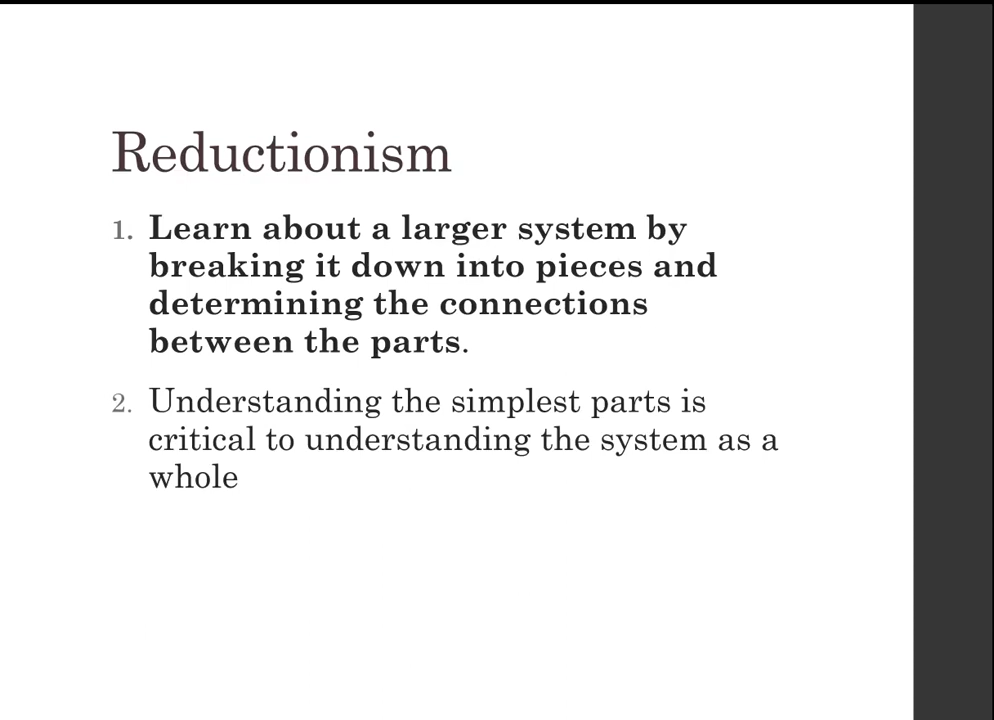 Reductionism
1. Learn about a larger system by
breaking it down into pieces and
determining the connections
between the parts.
2. Understanding the simplest parts is
critical to understanding the system as a
whole